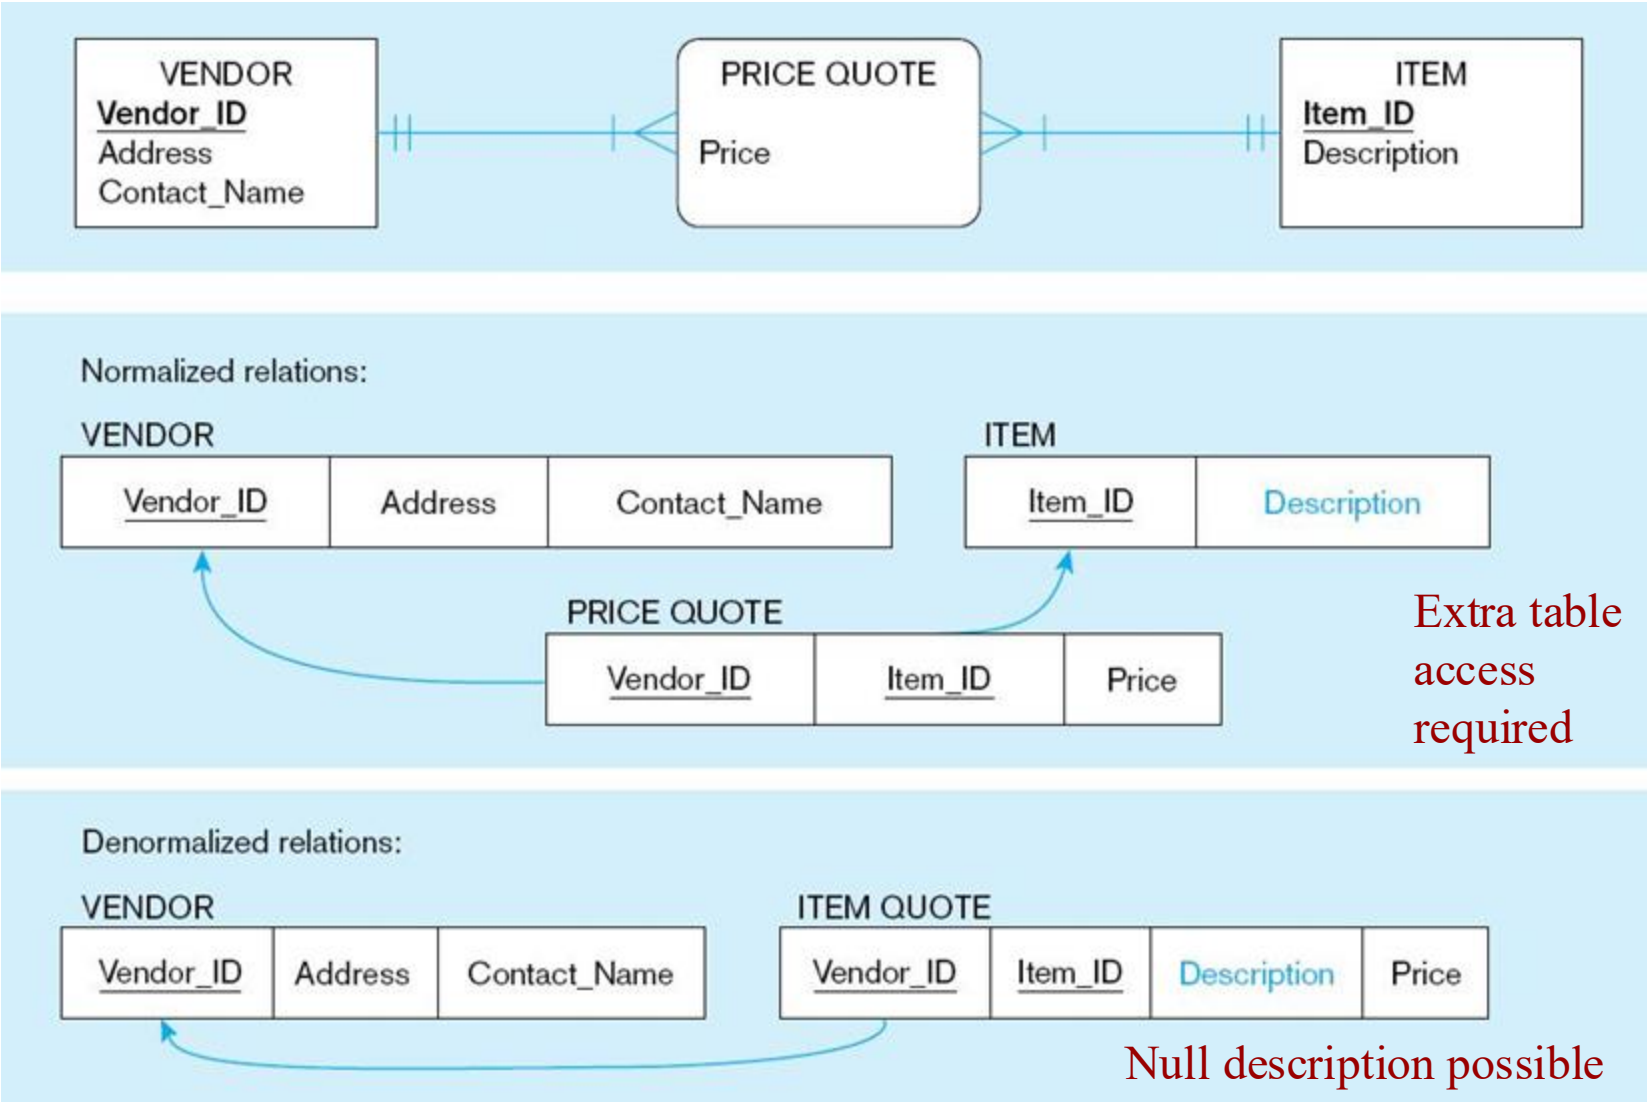 VENDOR
Vendor_ID
Address
Contact_Name
PRICE QUOTE
Price
ITEM
Item_ID
Description
Normalized relations:
VENDOR
Vendor_ID Address Contact_Name
ITEM
Item_ID Description
PRICE QUOTE
Vendor_ID Item_ID Price
Extra table
access
required
Denormalized relations:
VENDOR
Vendor_ID Address Contact_Name
ITEM QUOTE
Vendor_ID Item_ID Description Price
Null description possible